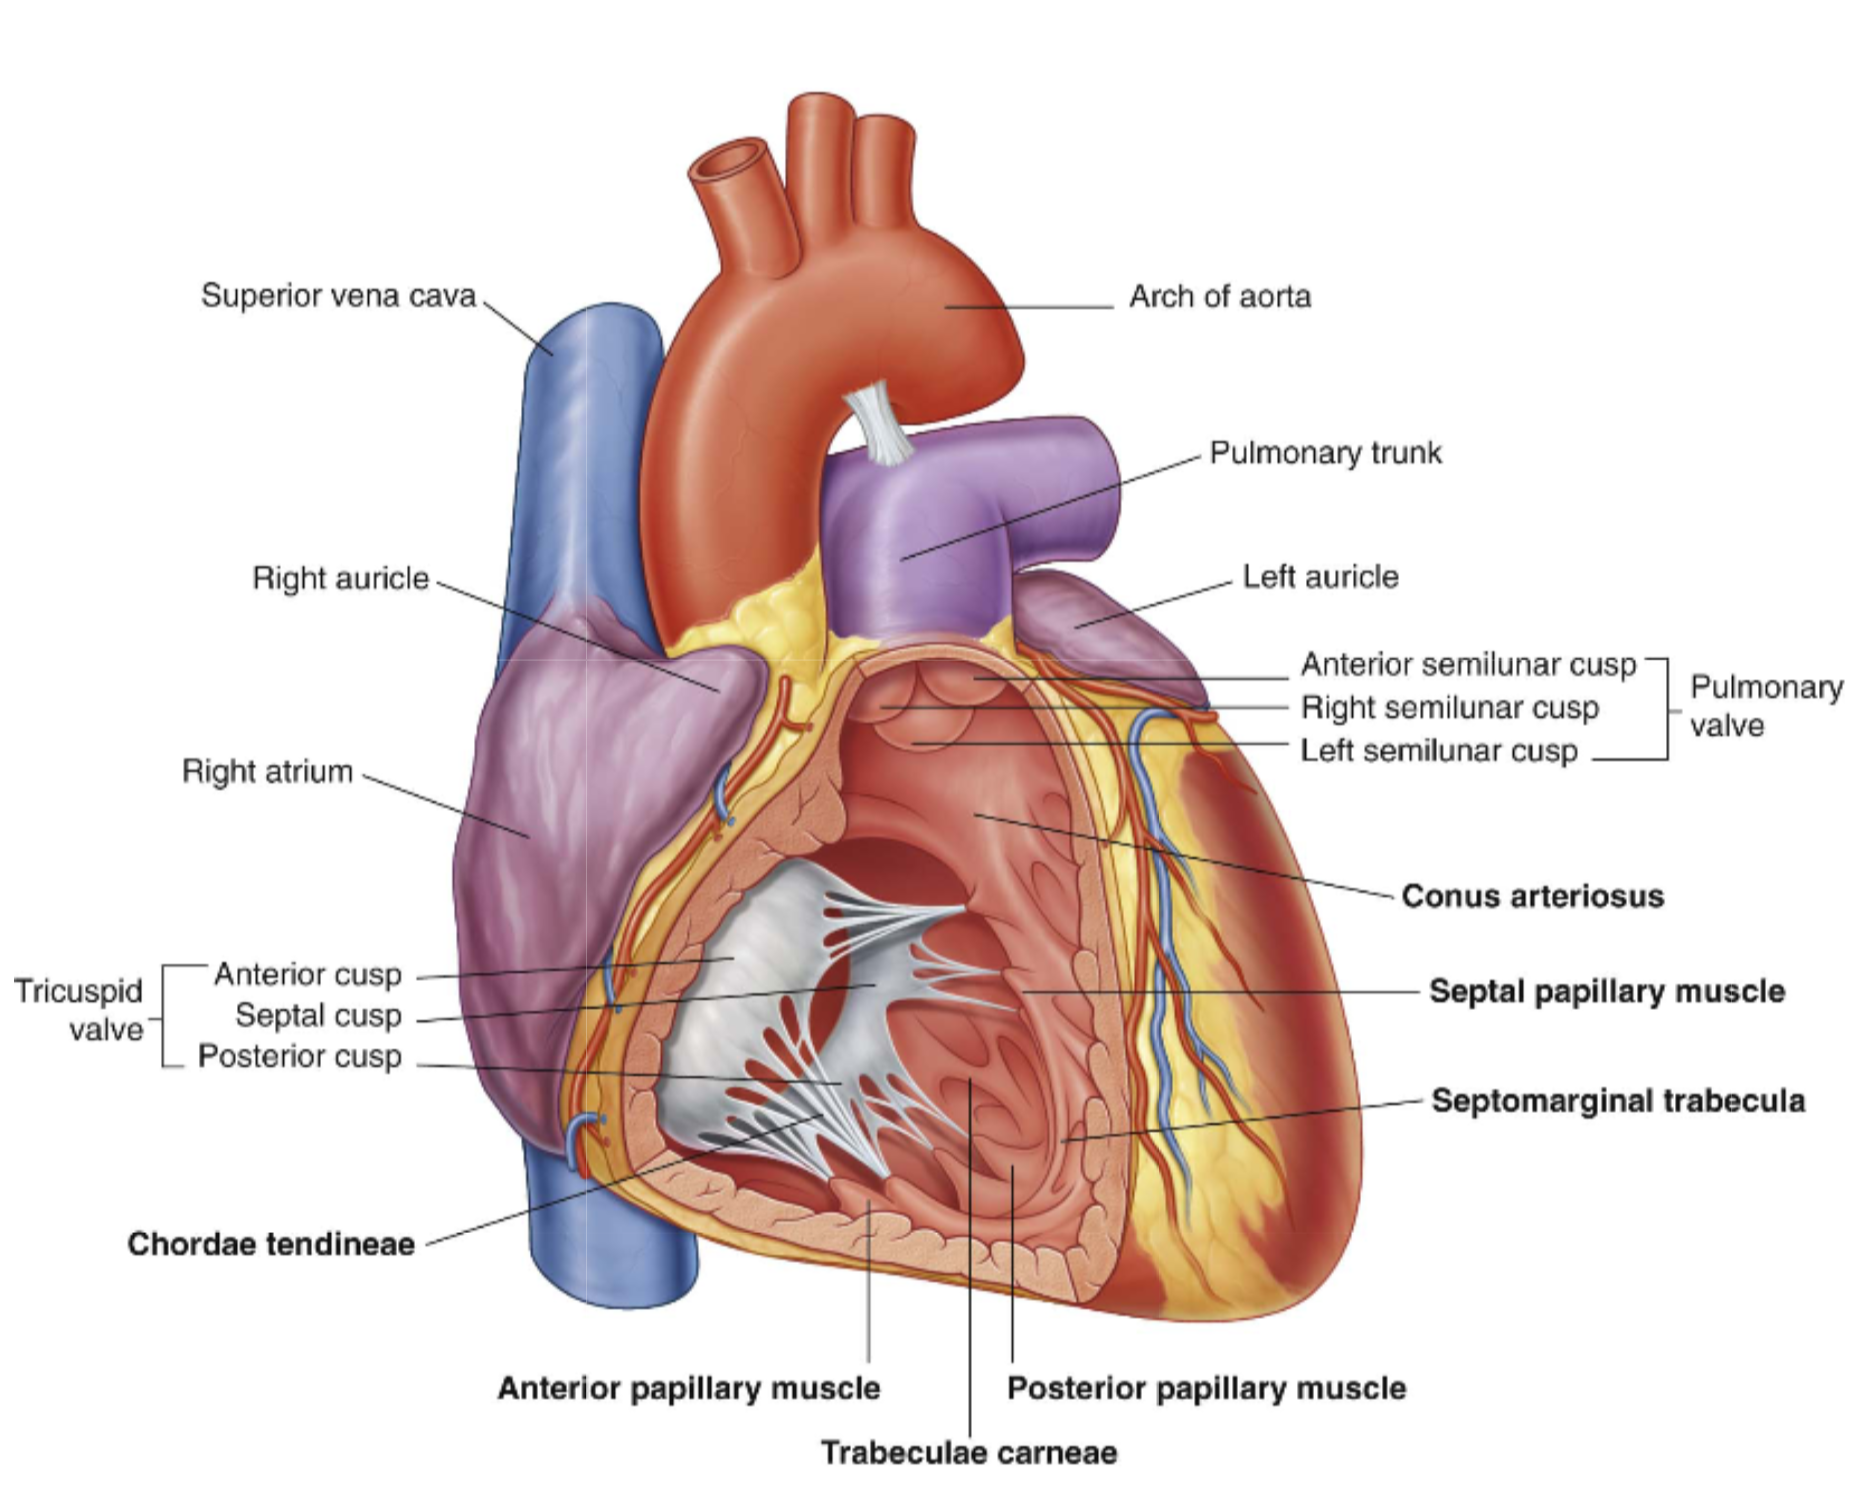 Superior vena cava
Arch of aorta
Pulmonary trunk
Right auricle
Left auricle
Anterior semilunar cusp
Right semilunar cusp
Left semilunar cusp
Pulmonary
valve
Right atrium
Conus arteriosus
Tricuspid
valve
Anterior cusp
Septal cusp
Posterior cusp
Septal papillary muscle
Septomarginal trabecula
Chordae tendineae
Anterior papillary muscle
Posterior papillary muscle
Trabeculae carneae